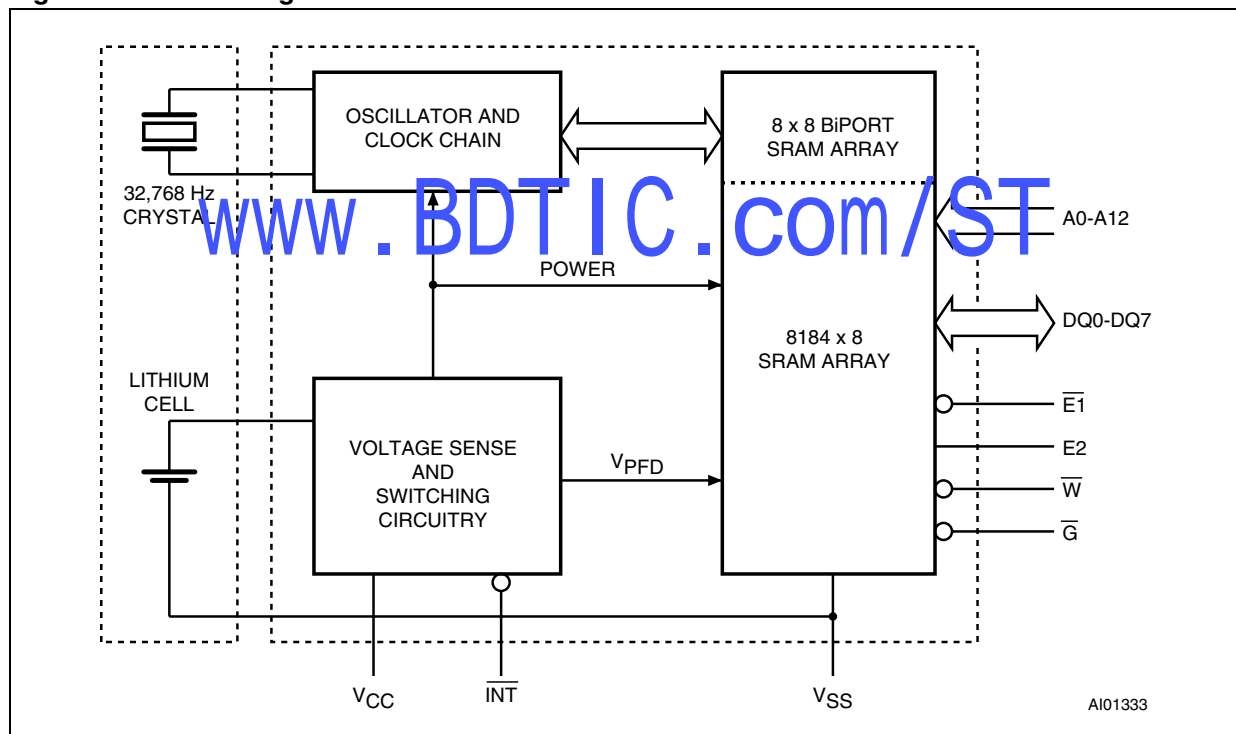 OSCILLATOR AND
CLOCK CHAIN
8 x 8 BiPORT
SRAM ARRAY
32,768 Hz
CRYSTAL
www.BDTIC.com/ST
A0-A12
POWER
DQ0-DQ7
8184 x 8
SRAM ARRAY
LITHIUM
CELL
E1
E2
VOLTAGE SENSE
AND
SWITCHING
CIRCUITRY
VPFD
W
G
VCC
INT
VSS
AI01333